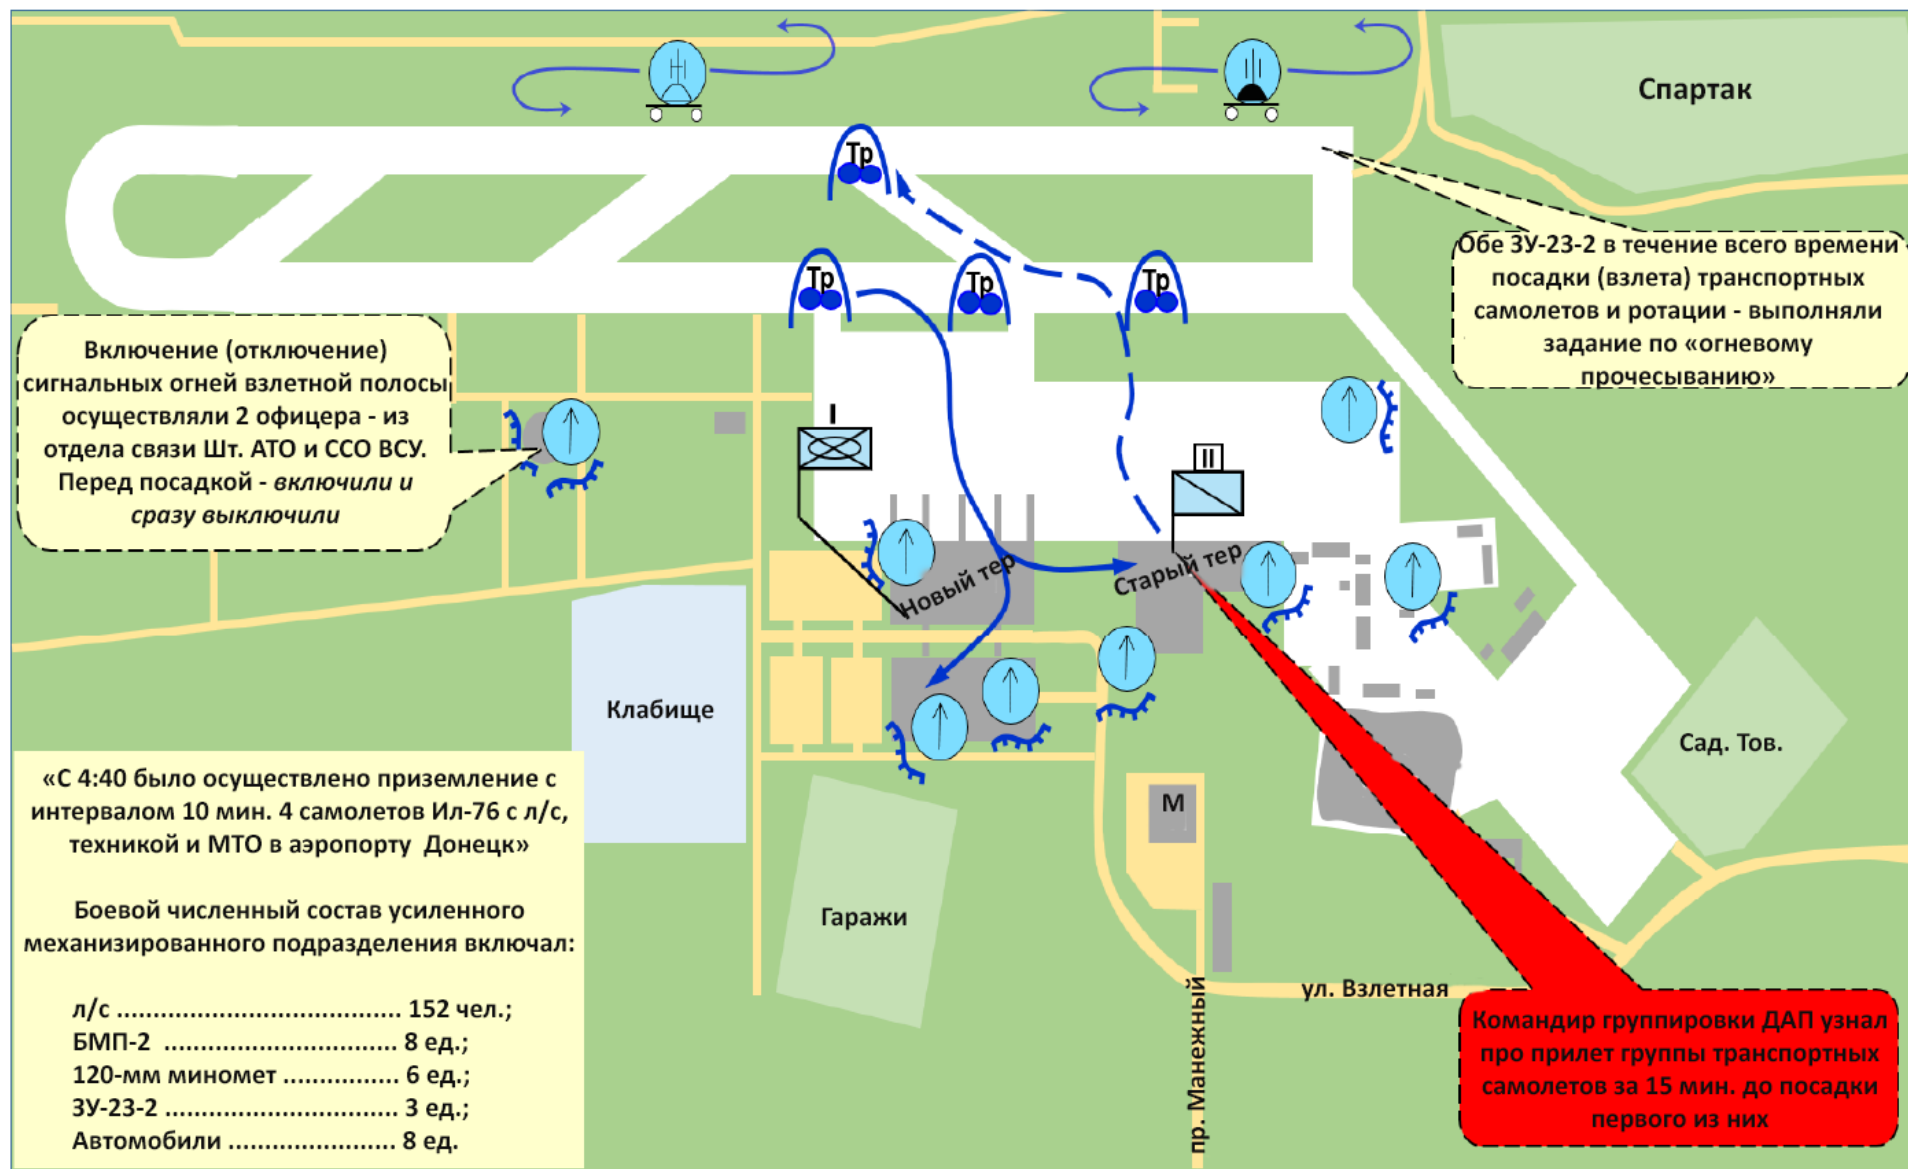 Спартак
Тр
Обе ЗУ-23-2 в течение всего времени
посадки (взлета) транспортных
самолетов и ротации - выполняли
задание по «огневому
прочесыванию»
Тр
Тр
Тр
Включение (отключение)
сигнальных огней взлетной полосы
осуществляли 2 офицера - из
отдела связи Шт. АТО и ССО ВСУ.
Перед посадкой - включили и
сразу выключили
I
II
Новый тер
Старый тер
Клабище
Сад. Тов.
«С 4:40 было осуществлено приземление с
интервалом 10 мин. 4 самолетов Ил-76 с л/с,
техникой и МТО в аэропорту Донецк»
Боевой численный состав усиленного
механизированного подразделения включал:
л/с ...................................... 152 чел.;
БМП-2 ............................... 8 ед.;
120-мм миномет ................ 6 ед.;
ЗУ-23-2 ............................... 3 ед.;
Автомобили ....................... 8 ед.
М
Гаражи
пр. Манежный
ул. Взлетная
Командир группировки ДАП узнал
про прилет группы транспортных
самолетов за 15 мин. до посадки
первого из них